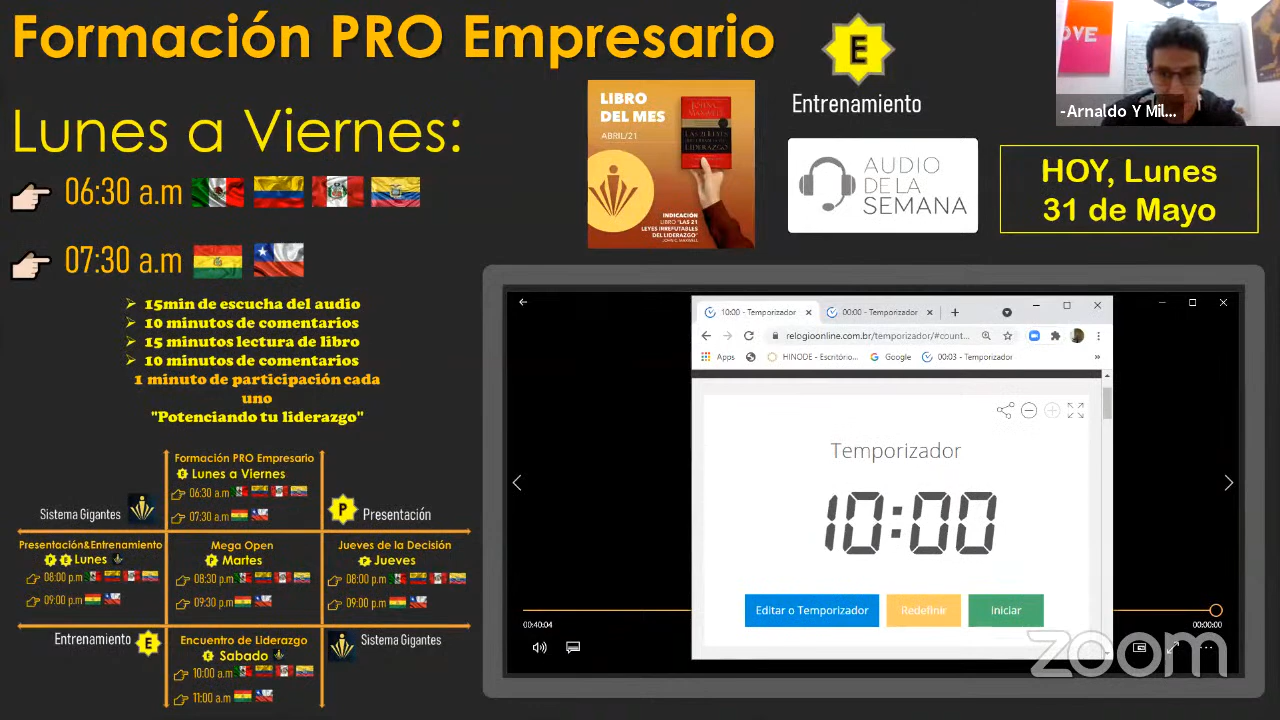 Formación PRO Empresario
E
Entrenamiento
OVE
-Arnaldo Y Mil...
Lunes a Viernes:
06:30 a.m
07:30 a.m
LIBRO
DEL MES
ABRIL/21
LIDERAZGO
INDICACIÓN
LIBRO "LAS 21
LEYES IRREFUTABLES
DEL LIDERAZGO"
JOHN C. MAXWELL
AUDIO
DE LA
SEMANA
HOY, Lunes
31 de Mayo
15min de escucha del audio
10 minutos de comentarios
15 minutos lectura de libro
10 minutos de comentarios
1 minuto de participación cada
uno
"Potenciando tu liderazgo"
Formación PRO Empresario
E Lunes a Viernes
06:30 a.m
07:30 a.m
Sistema Gigantes
P Presentación
Presentación&Entrenamiento
P E Lunes
08:00 p.m
09:00 p.m
Mega Open
P Martes
08:30 p.m
09:30 p.m
Jueves de la Decisión
P Jueves
08:00 p.m
09:00 p.m
Entrenamiento E
Encuentro de Liderazgo
E Sabado
10:00 a.m
11:00 a.m
Sistema Gigantes
10:00 - Temporizador
00:00 - Temporizador
relogioonline.com.br/temporizador/#count...
Apps
HINODE - Escritório...
Google
00:03 - Temporizador
Temporizador
10:00
Editar o Temporizador
Redefinir
Iniciar
00:40:04
00:00:00
zoom